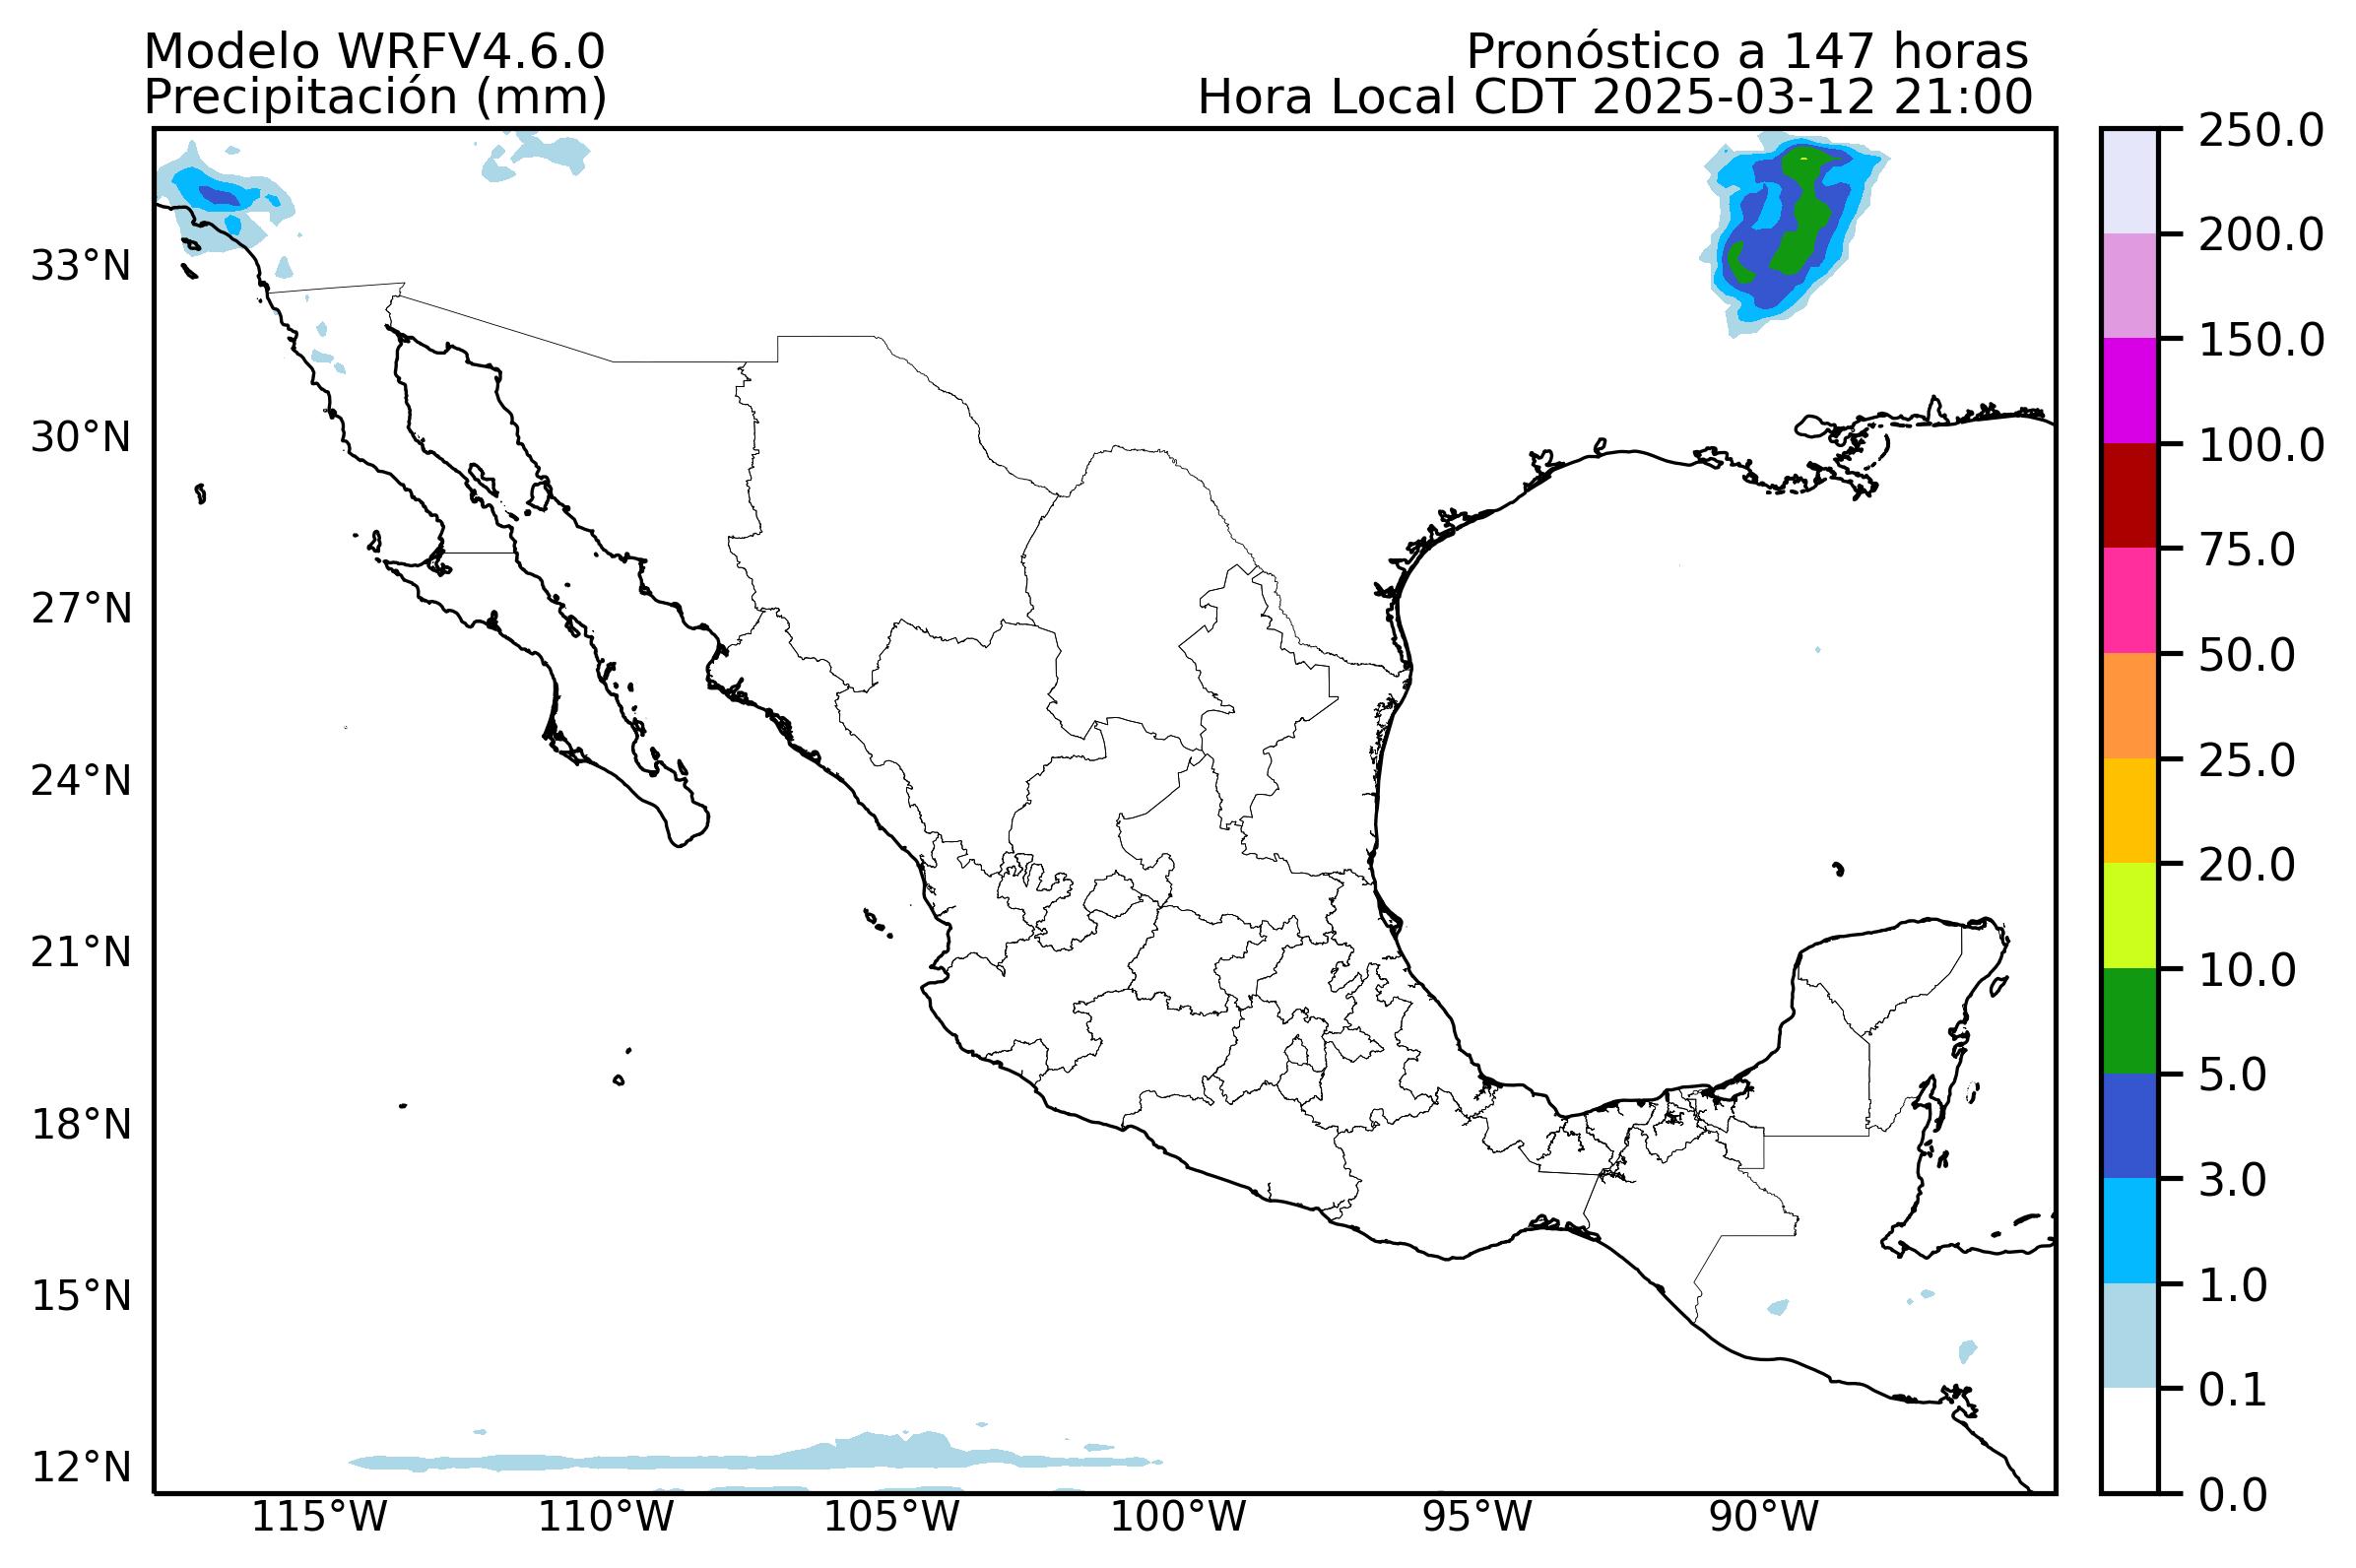 Modelo WRFV4.6.0
Precipitación (mm)
Pronóstico a 147 horas
Hora Local CDT 2025-03-12 21:00
33°N
30°N
27°N
24°N
21°N
18°N
15°N
12°N
115°W
110°W
105°W
100°W
95°W
90°W
250.0
200.0
150.0
100.0
75.0
50.0
25.0
20.0
10.0
5.0
3.0
1.0
0.1
0.0